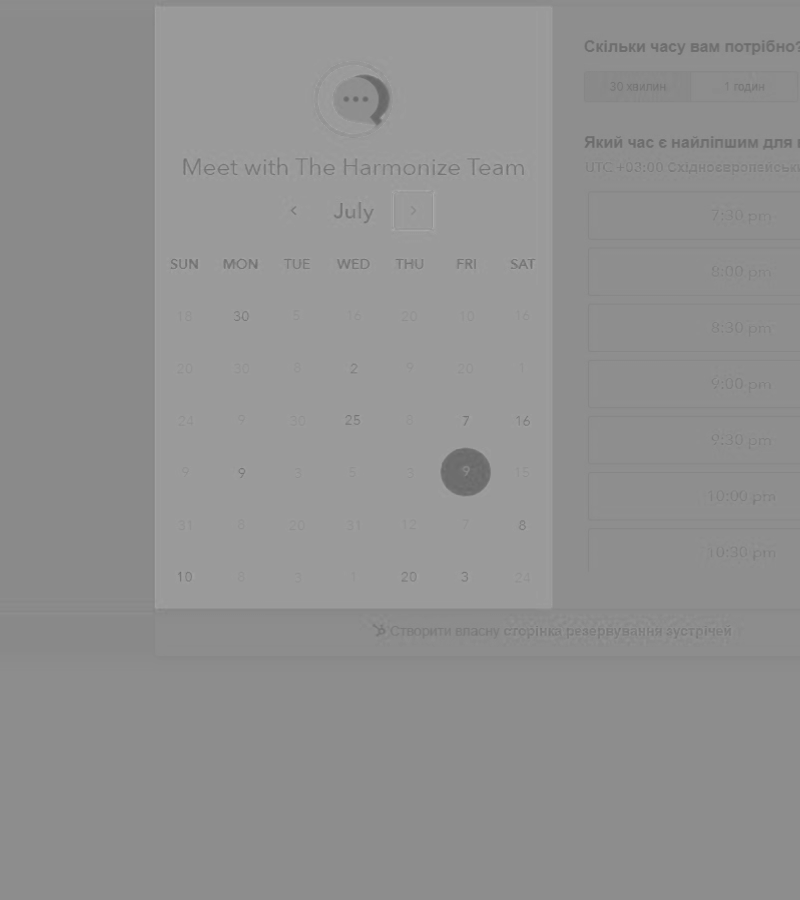 Meet with The Harmonize Team
July
SUN MON TUE WED THU FRI SAT
18 30 5 16 20 10 16
20 30 8 2 9 20 1
24 9 30 25 8 7 16
9 9 3 5 3 9 15
31 8 20 31 12 7 8
10 6 3 1 20 3 24
Скільки часу вам потрібно?
30 хвилин 1 годин
Який час є найліпшим для
UTC +03:00
7:30 pm
8:00 pm
8:30 pm
9:00 pm
9:30 pm
10:00 pm
10:30 pm
Створити власну сторінка резервування зустрічей